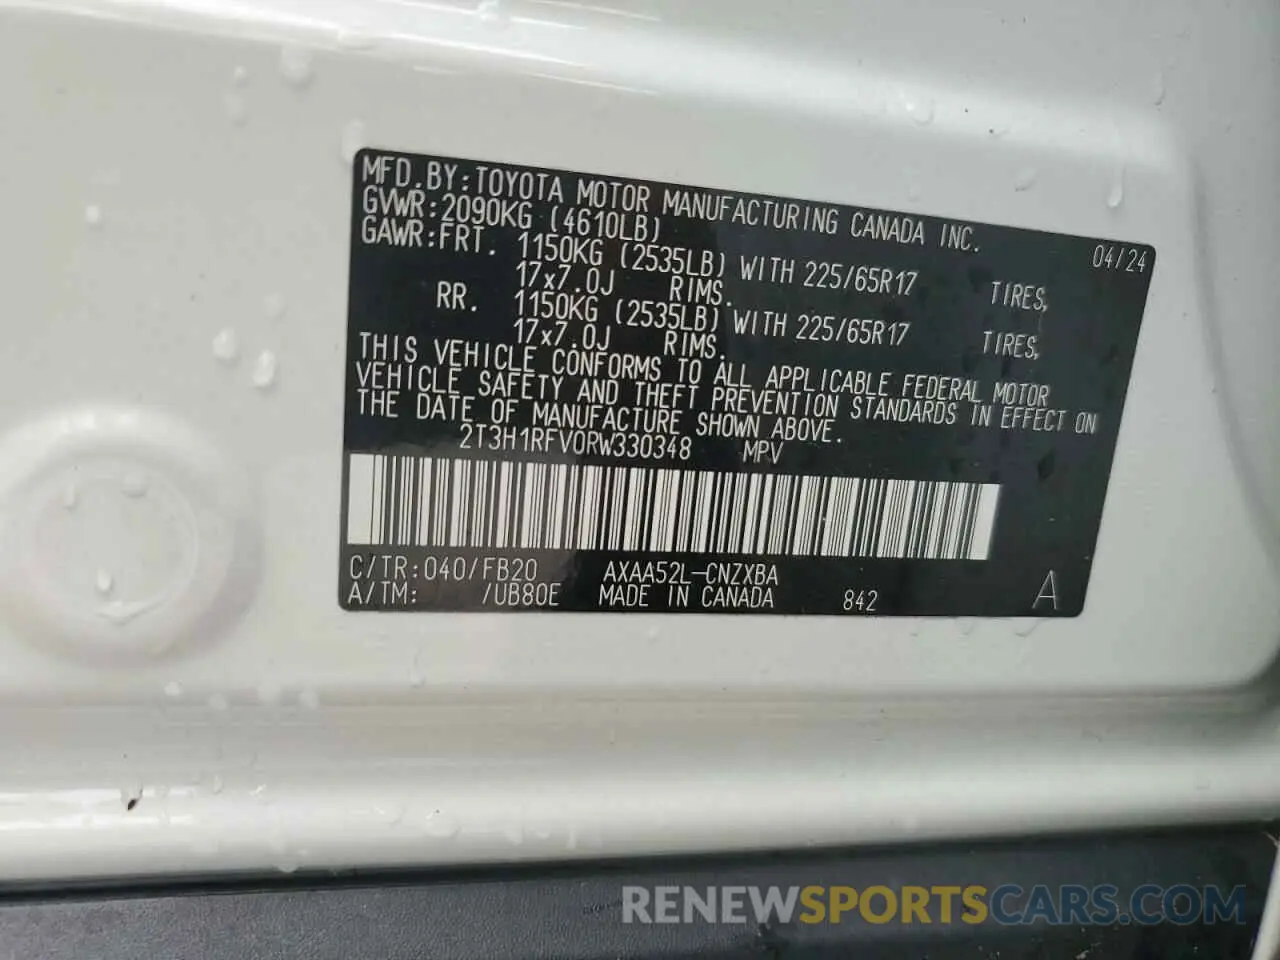 MFD.BY:TOYOTA MOTOR MANUFACTURING CANADA INC.
GVWR:2090KG (4610LB) 04/24
GAWR:FRT. 1150KG (2535LB) WITH 225/65R17 TIRES,
17x7.0J RIMS.
RR. 1150KG (2535LB) WITH 225/65R17 TIRES,
17x7.0J RIMS.
THIS VEHICLE CONFORMS TO ALL APPLICABLE FEDERAL MOTOR
VEHICLE SAFETY AND THEFT PREVENTION STANDARDS IN EFFECT ON
THE DATE OF MANUFACTURE SHOWN ABOVE.
2T3H1RFV0RW330348 MPV
C/TR:040/FB20 AXAA52L-CNZXBA
A/TM: /UB80E MADE IN CANADA 842 A
RENEWSPORTSCARS.COM